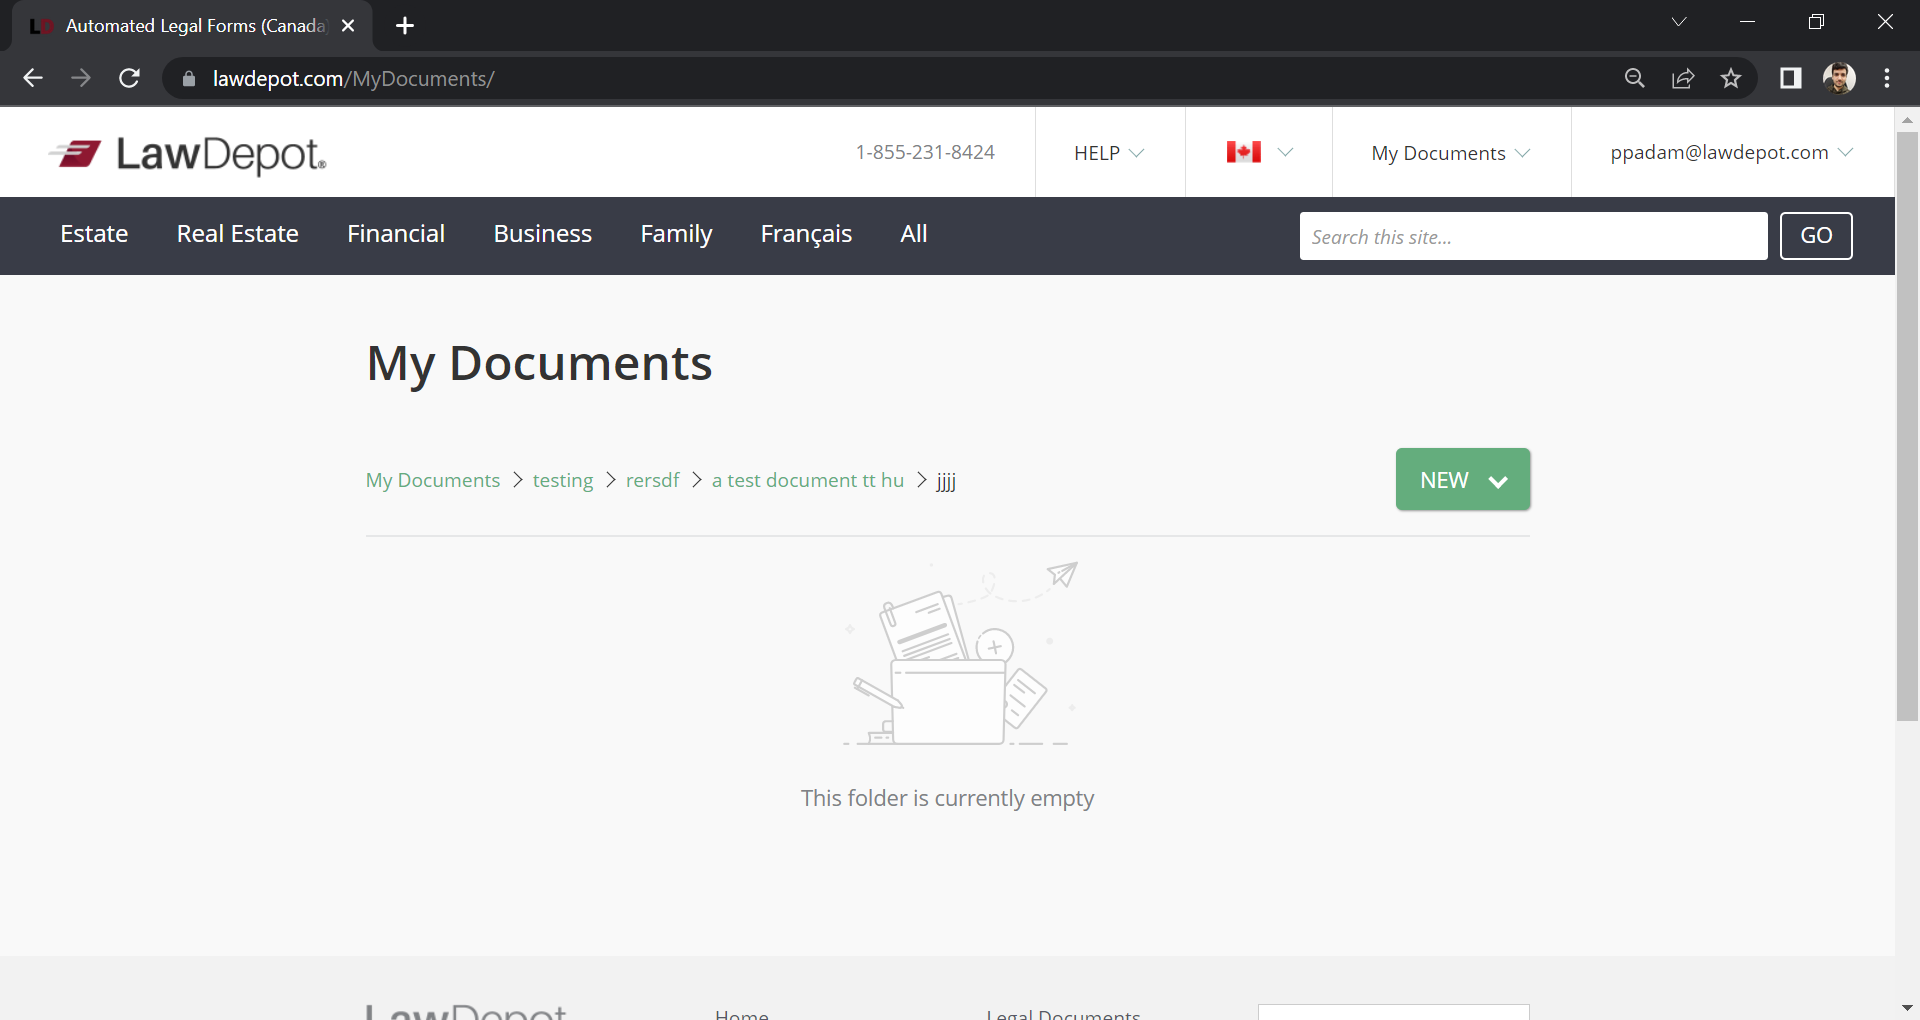 Automated Legal Forms (Canada)
lawdepot.com/MyDocuments/
LawDepot®
1-855-231-8424
HELP
My Documents
ppadam@lawdepot.com
Estate
Real Estate
Financial
Business
Family
Français
All
Search this site...
GO
My Documents
My Documents > testing > rersdf > a test document tt hu > jjjj
NEW
This folder is currently empty
LawDepot
Home
Legal Documents